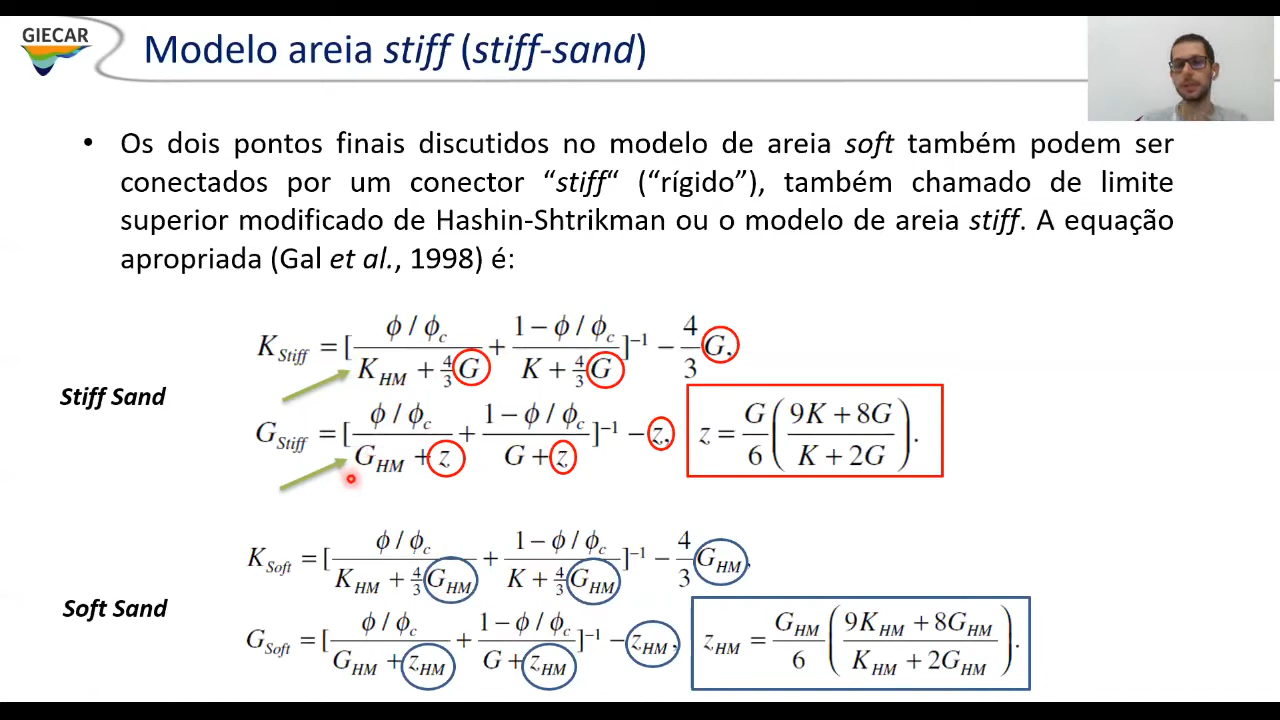 GIECAR
Modelo areia stiff (stiff-sand)
• Os dois pontos finais discutidos no modelo de areia soft também podem ser
conectados por um conector “stiff“ (“rígido”), também chamado de limite
superior modificado de Hashin-Shtrikman ou o modelo de areia stiff. A equação
apropriada (Gal et al., 1998) é:
K_Stiff = [ (ϕ / ϕ_c)/(K_HM + 4/3 G) + (1 − ϕ / ϕ_c)/(K + 4/3 G) ]^−1 − 4/3 G,
Stiff Sand
G_Stiff = [ (ϕ / ϕ_c)/(G_HM + z) + (1 − ϕ / ϕ_c)/(G + z) ]^−1 − z, z = G/6 ( (9K + 8G)/(K + 2G) ).
K_Soft = [ (ϕ / ϕ_c)/(K_HM + 4/3 G_HM) + (1 − ϕ / ϕ_c)/(K + 4/3 G_HM) ]^−1 − 4/3 G_HM,
Soft Sand
G_Soft = [ (ϕ / ϕ_c)/(G_HM + z_HM) + (1 − ϕ / ϕ_c)/(G + z_HM) ]^−1 − z_HM, z_HM = G_HM/6 ( (9K_HM + 8G_HM)/(K_HM + 2G_HM) ).